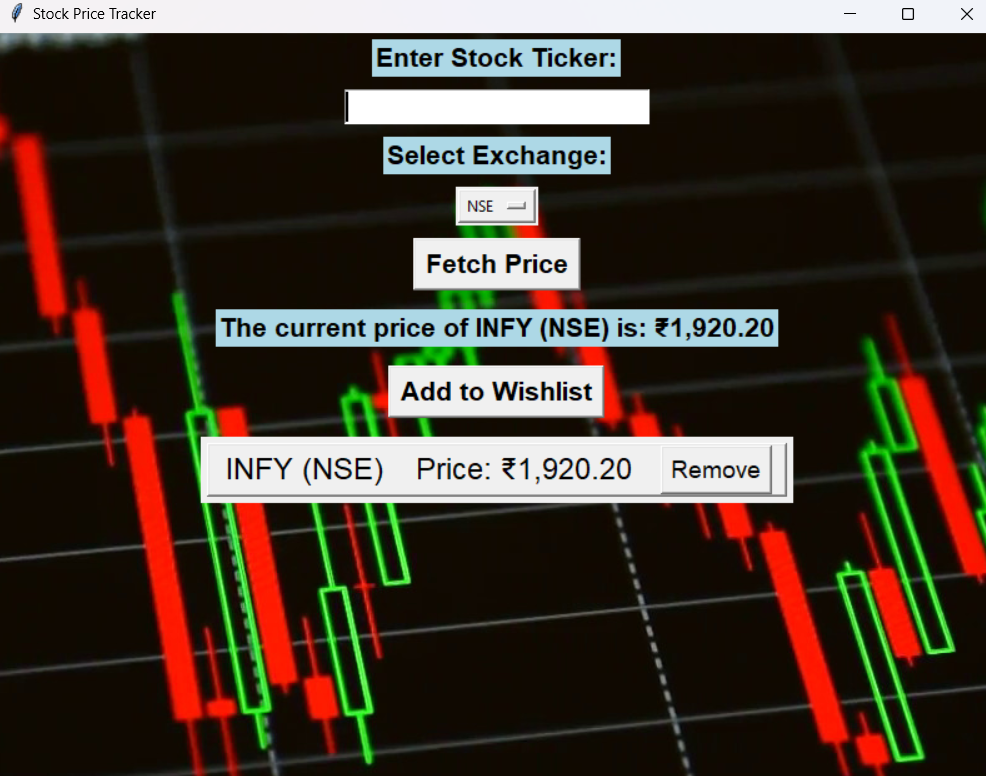 Stock Price Tracker
Enter Stock Ticker:
Select Exchange:
NSE
Fetch Price
The current price of INFY (NSE) is: ₹1,920.20
Add to Wishlist
INFY (NSE) Price: ₹1,920.20 Remove